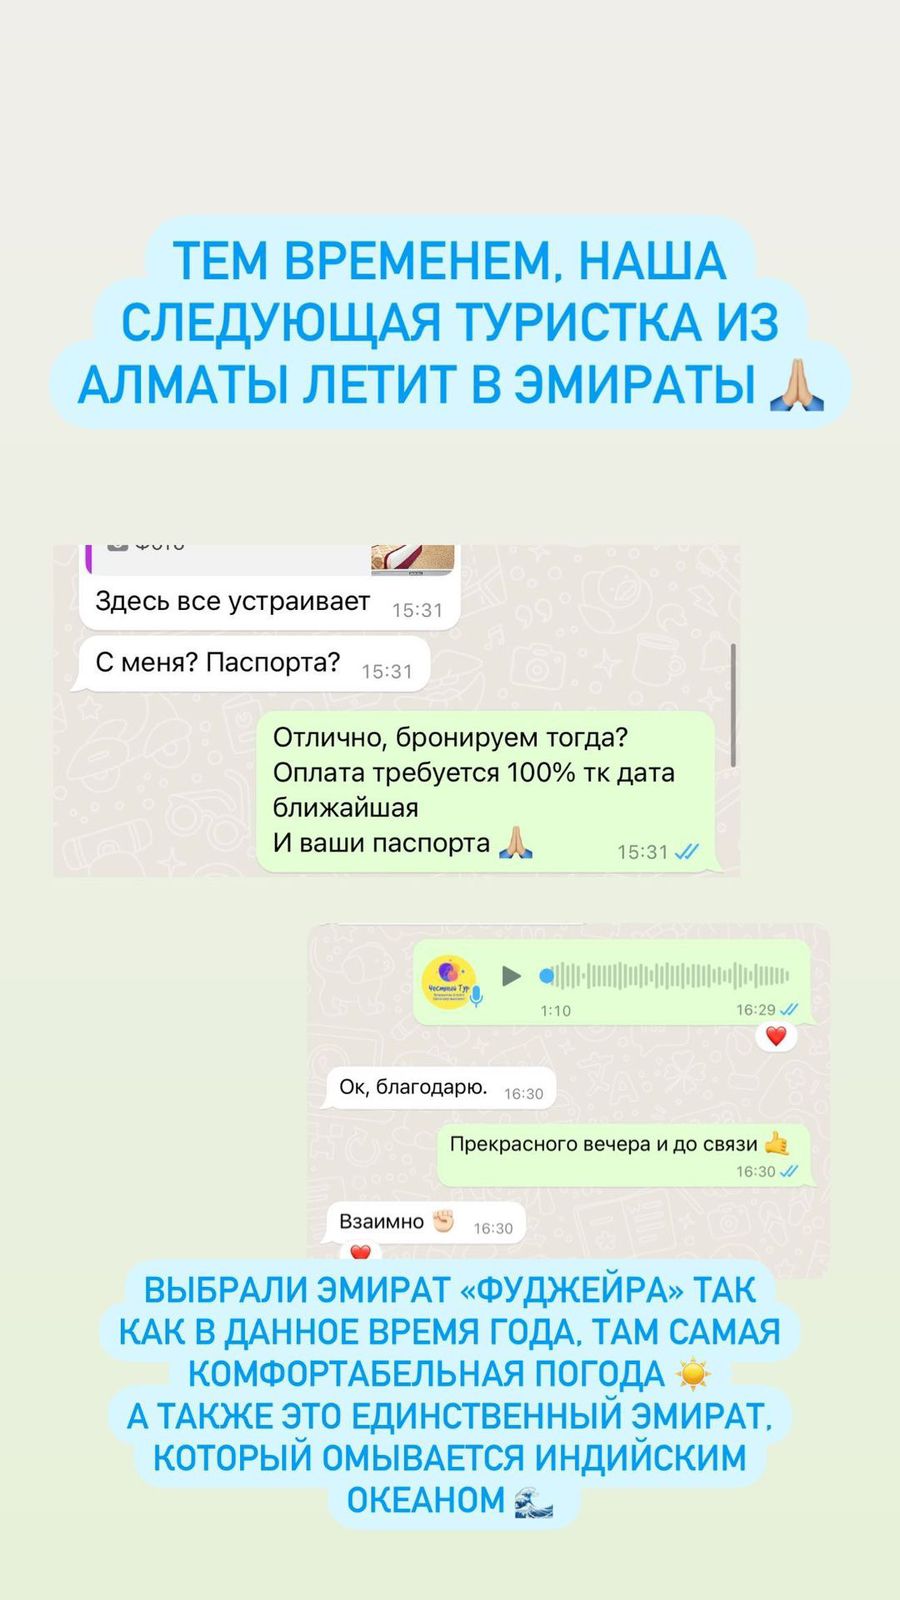 ТЕМ ВРЕМЕНЕМ, НАША
СЛЕДУЮЩАЯ ТУРИСТКА ИЗ
АЛМАТЫ ЛЕТИТ В ЭМИРАТЫ 🙏🏼
Фото
Здесь все устраивает 15:31
С меня? Паспорта? 15:31
Отлично, бронируем тогда?
Оплата требуется 100% тк дата
ближайшая
И ваши паспорта 🙏🏼 15:31
Честный Тур
1:10 16:29
Ок, благодарю. 16:30
Прекрасного вечера и до связи 🤙
16:30
Взаимно ✊🏻 16:30
ВЫБРАЛИ ЭМИРАТ «ФУДЖЕЙРА» ТАК
КАК В ДАННОЕ ВРЕМЯ ГОДА, ТАМ САМАЯ
КОМФОРТАБЕЛЬНАЯ ПОГОДА ☀️
А ТАКЖЕ ЭТО ЕДИНСТВЕННЫЙ ЭМИРАТ,
КОТОРЫЙ ОМЫВАЕТСЯ ИНДИЙСКИМ
ОКЕАНОМ 🌊